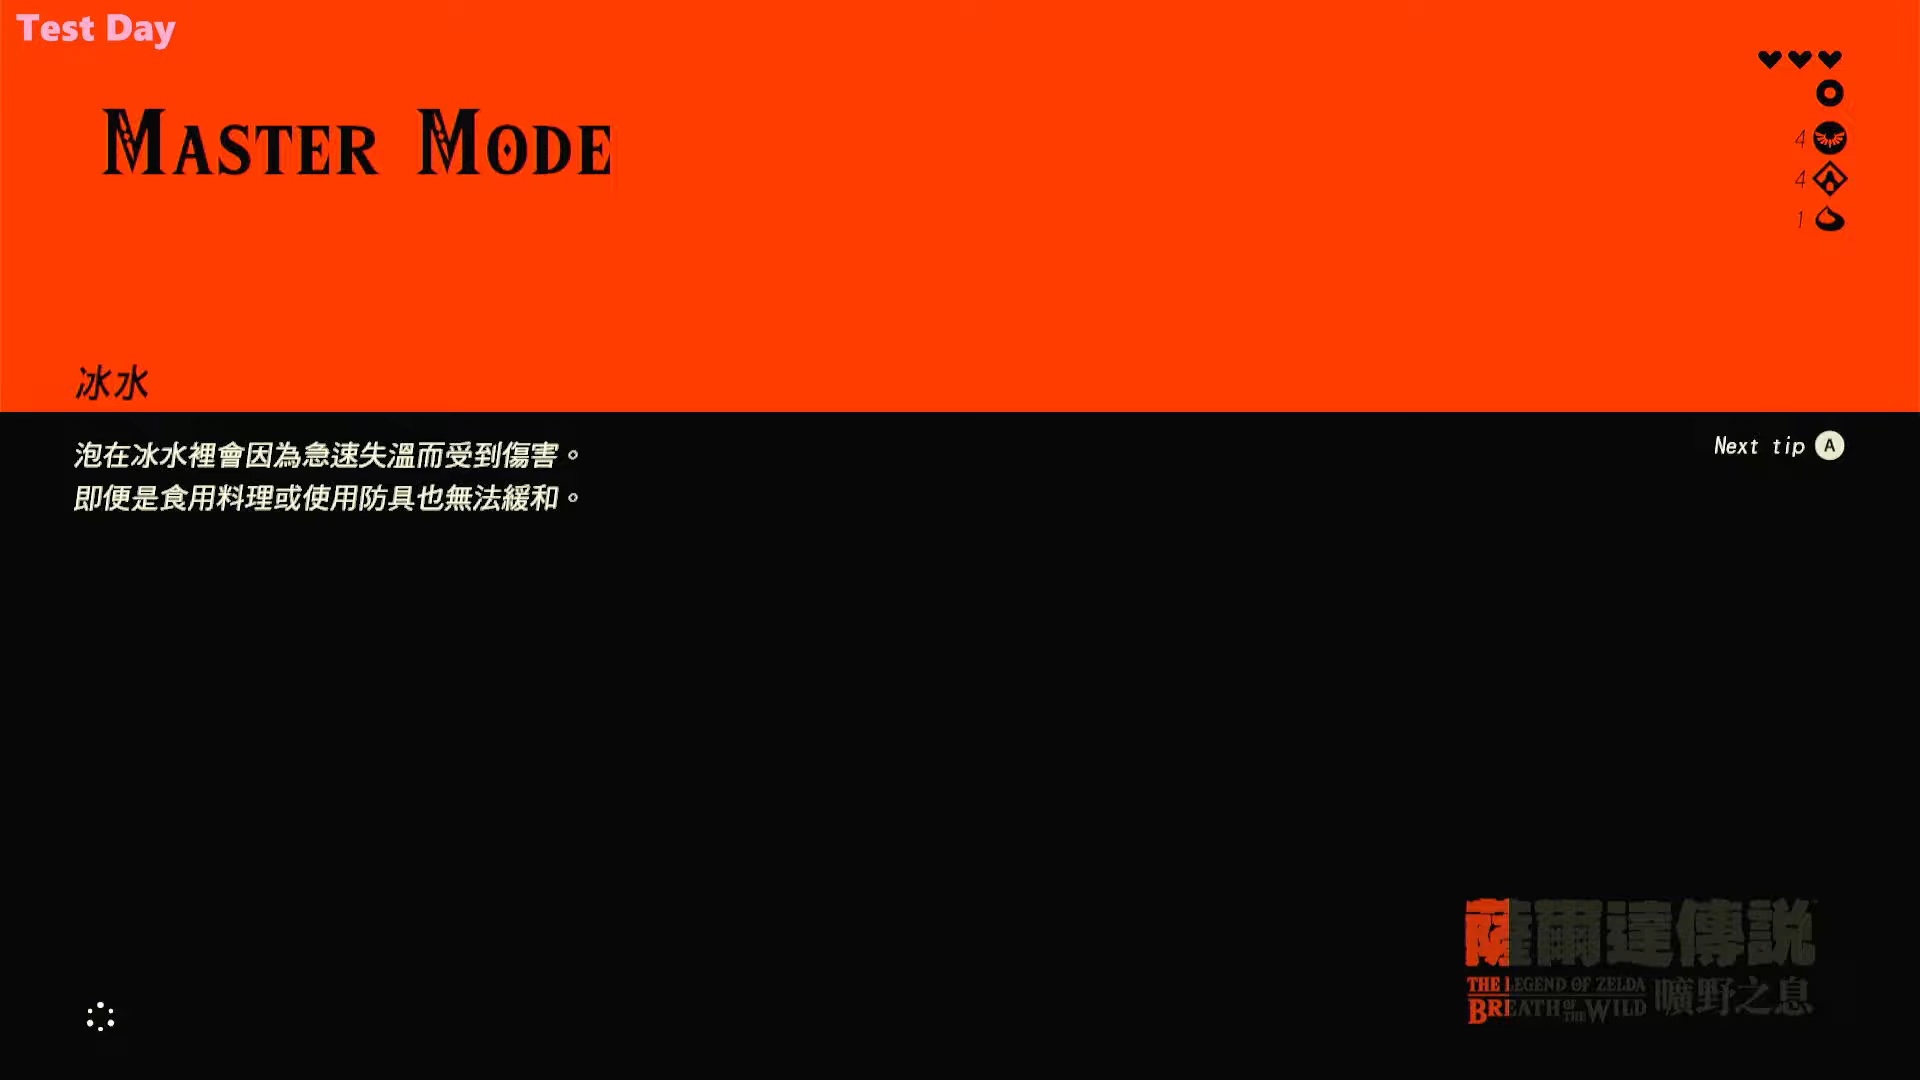 Test Day
MASTER MODE
4
4
1
冰水
泡在冰水裡會因為急速失溫而受到傷害。
即便是食用料理或使用防具也無法緩和。
Next tip A
薩爾達傳説
THE LEGEND OF ZELDA
BREATH OF THE WILD 曠野之息